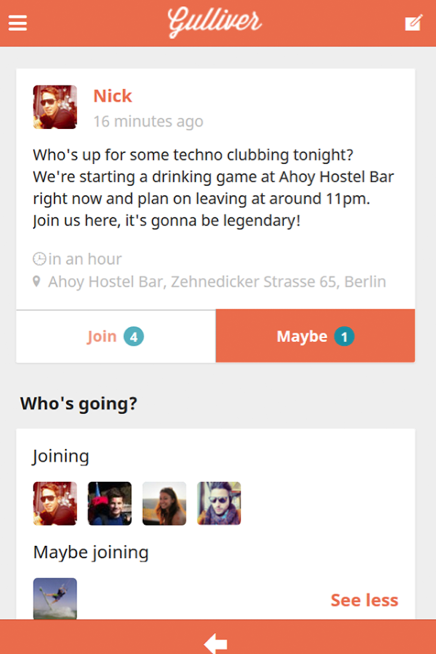 Gulliver
Nick
16 minutes ago
Who's up for some techno clubbing tonight?
We're starting a drinking game at Ahoy Hostel Bar
right now and plan on leaving at around 11pm.
Join us here, it's gonna be legendary!
in an hour
Ahoy Hostel Bar, Zehnedicker Strasse 65, Berlin
Join 4
Maybe 1
Who's going?
Joining
Maybe joining
See less